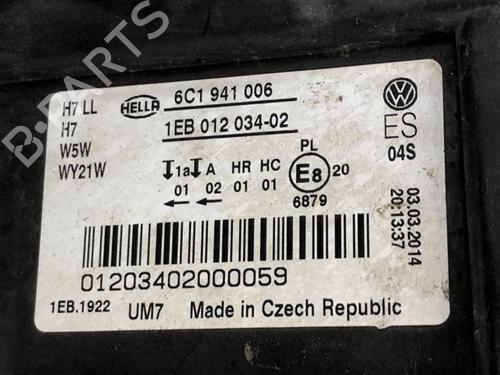 H7 LL
H7
W5W
WY21W
HELLA
6C1 941 006
1EB 012 034-02
1a A HR HC PL
01 02 01 01
E8 20
6879
VW
ES
04S
03.03.2014
20:13:37
01203402000059
1EB.1922 UM7 Made in Czech Republic
B-PARTS